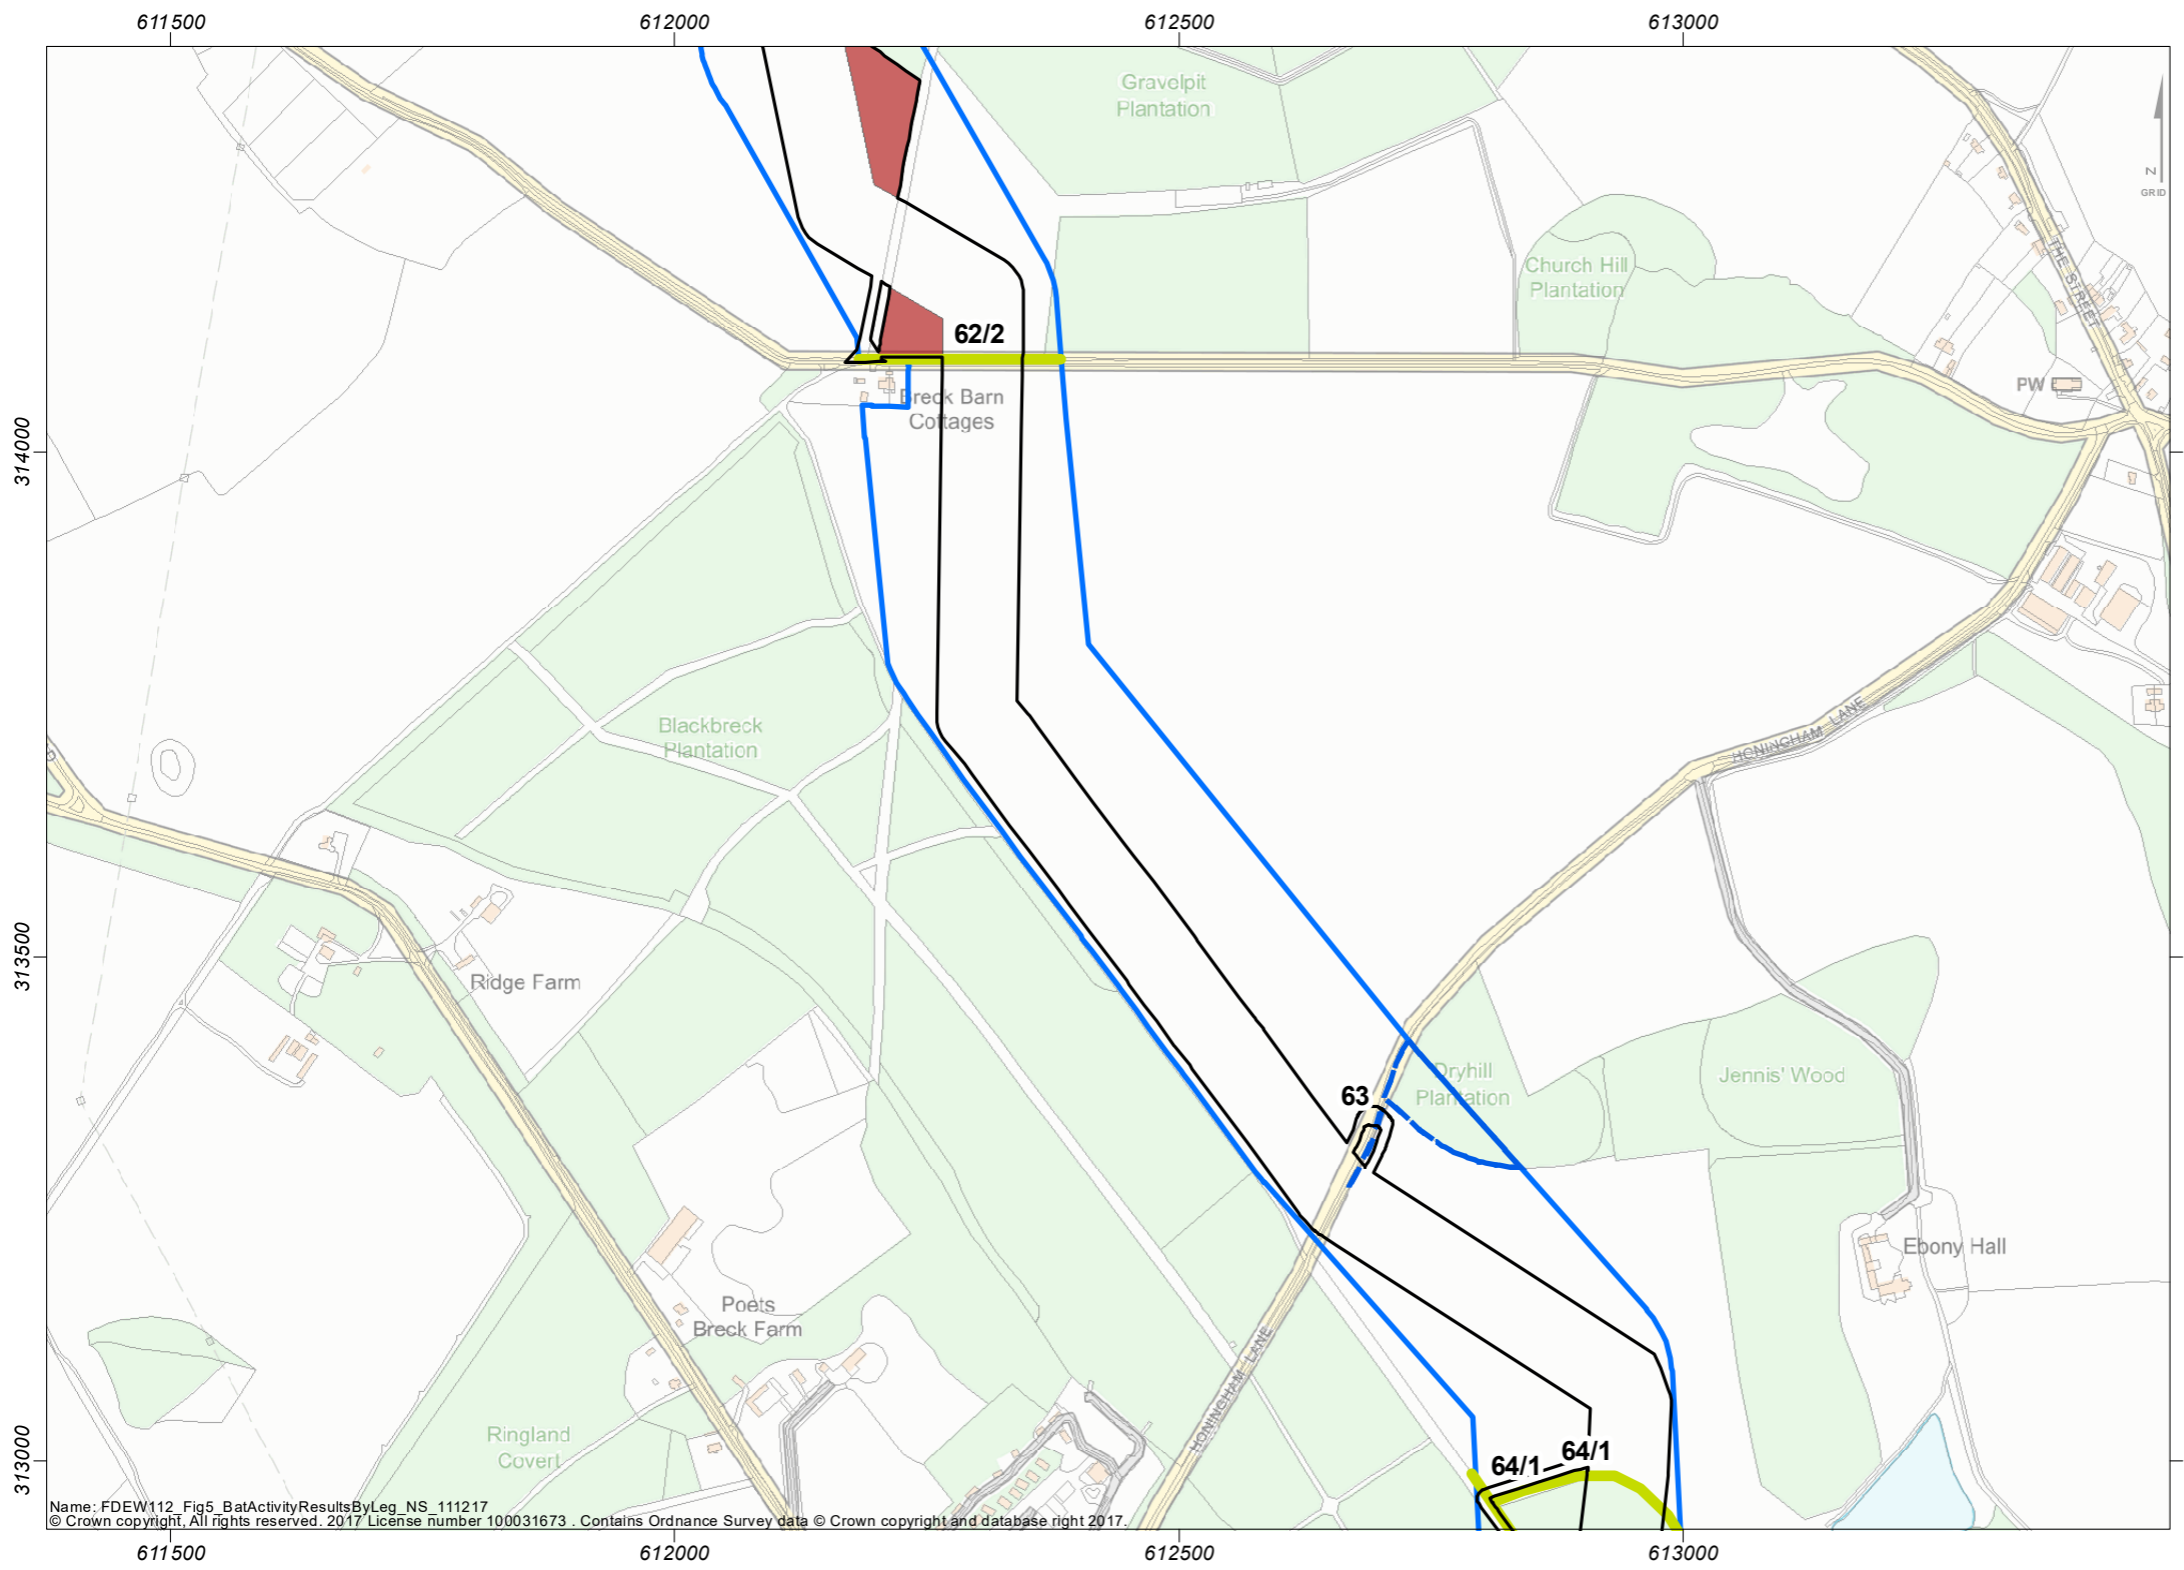 611500 612000 612500 613000
Gravelpit
Plantation
N
GRID
THE STREET
Church Hill
Plantation
62/2
PW
Breck Barn
Cottages
314000
HONINGHAM LANE
Blackbreck
Plantation
313500
Ridge Farm
63
Dryhill
Plantation
Jennis' Wood
Ebony Hall
Poets
Breck Farm
HONINGHAM LANE
Ringland
Covert
64/1
64/1
313000
Name: FDEW112_Fig5_BatActivityResultsByLeg_NS_111217
© Crown copyright, All rights reserved. 2017 License number 100031673 . Contains Ordnance Survey data © Crown copyright and database right 2017.
611500 612000 612500 613000